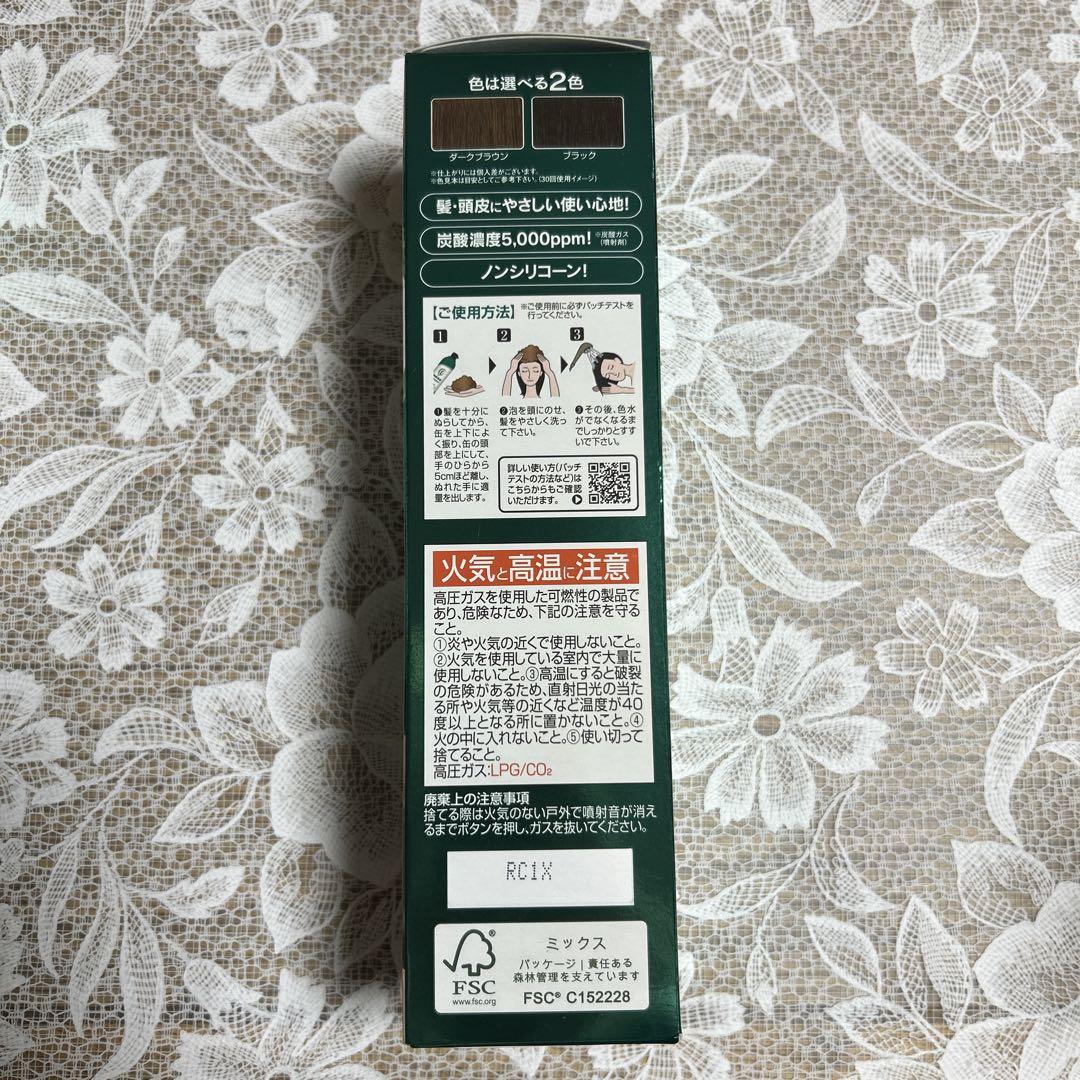 色は選べる2色
ダークブラウン
ブラック
※仕上がりには個人差がございます。
※色見本は目安としてご参考下さい。(30回使用イメージ)
髪・頭皮にやさしい使い心地!
炭酸濃度5,000ppm! ※炭酸ガス(噴射剤)
ノンシリコーン!
【ご使用方法】 ※ご使用前に必ずパッチテストを
行ってください。
1
2
3
❶髪を十分に
ぬらしてから、
缶を上下によ
く振り、缶の頭
部を上にして、
手のひらから
5cmほど離し、
ぬれた手に適
量を出します。
❷泡を頭にのせ、
髪をやさしく洗っ
て下さい。
❸その後、色水
がでなくなるま
でしっかりとすす
いで下さい。
詳しい使い方(パッチ
テストの方法など)は
こちらからもご確認
いただけます。
火気と高温に注意
高圧ガスを使用した可燃性の製品で
あり、危険なため、下記の注意を守る
こと。
①炎や火気の近くで使用しないこと。
②火気を使用している室内で大量に
使用しないこと。③高温にすると破裂
の危険があるため、直射日光の当た
る所や火気等の近くなど温度が40
度以上となる所に置かないこと。④
火の中に入れないこと。⑤使い切って
捨てること。
高圧ガス:LPG/CO₂
廃棄上の注意事項
捨てる際は火気のない戸外で噴射音が消え
るまでボタンを押し、ガスを抜いてください。
RC1X
FSC
www.fsc.org
ミックス
パッケージ|責任ある
森林管理を支えています
FSC® C152228